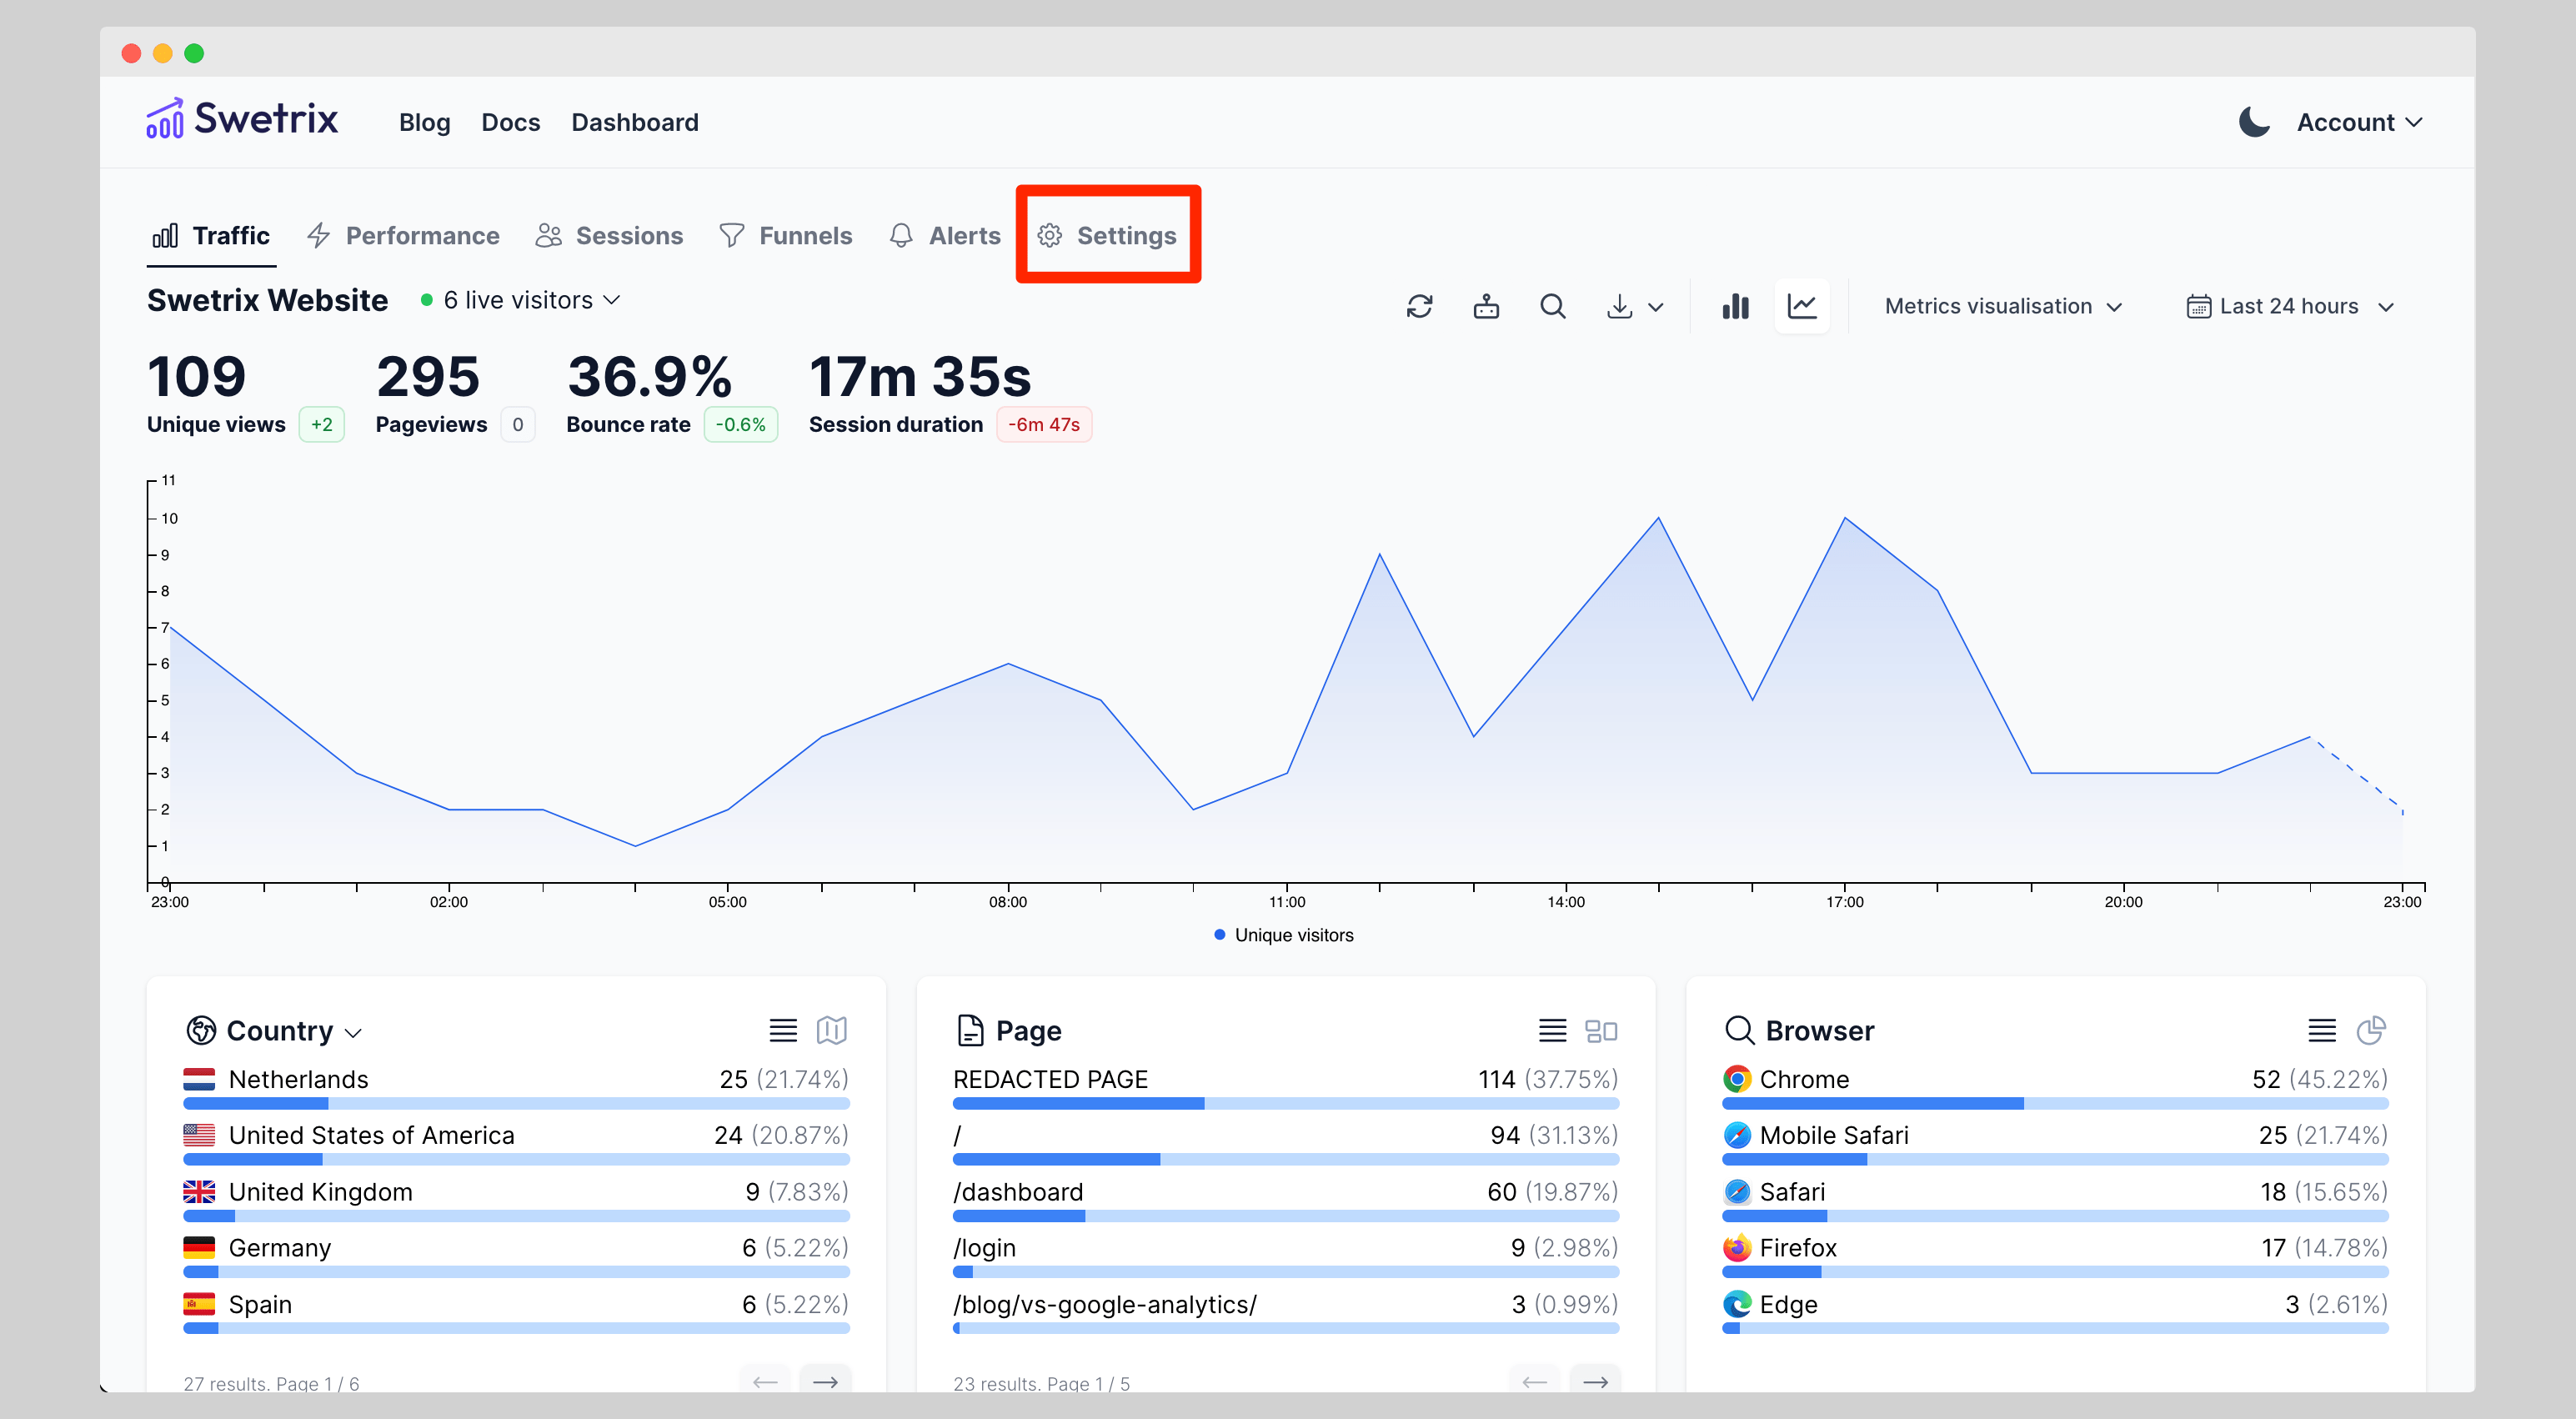 Swetrix Blog Docs Dashboard Account
Traffic Performance Sessions Funnels Alerts Settings
Swetrix Website 6 live visitors Metrics visualisation Last 24 hours
109 295 36.9% 17m 35s
Unique views +2 Pageviews 0 Bounce rate -0.6% Session duration -6m 47s
11
10
9
8
7
6
5
4
3
2
1
0
23:00 02:00 05:00 08:00 11:00 14:00 17:00 20:00 23:00
Unique visitors
Country
Netherlands 25 (21.74%)
United States of America 24 (20.87%)
United Kingdom 9 (7.83%)
Germany 6 (5.22%)
Spain 6 (5.22%)
27 results. Page 1 / 6
Page
REDACTED PAGE 114 (37.75%)
/ 94 (31.13%)
/dashboard 60 (19.87%)
/login 9 (2.98%)
/blog/vs-google-analytics/ 3 (0.99%)
23 results. Page 1 / 5
Browser
Chrome 52 (45.22%)
Mobile Safari 25 (21.74%)
Safari 18 (15.65%)
Firefox 17 (14.78%)
Edge 3 (2.61%)